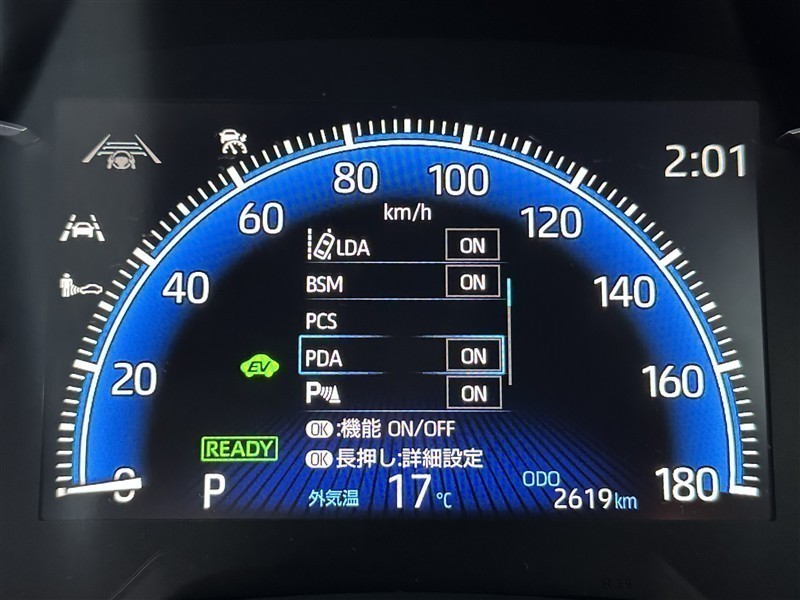 2:01
80 100
60 km/h 120
LDA ON
BSM ON
40 140
PCS
EV PDA ON
20 160
P ON
OK:機能 ON/OFF
READY OK長押し:詳細設定
0 P 外気温 17℃ ODO 2619km 180